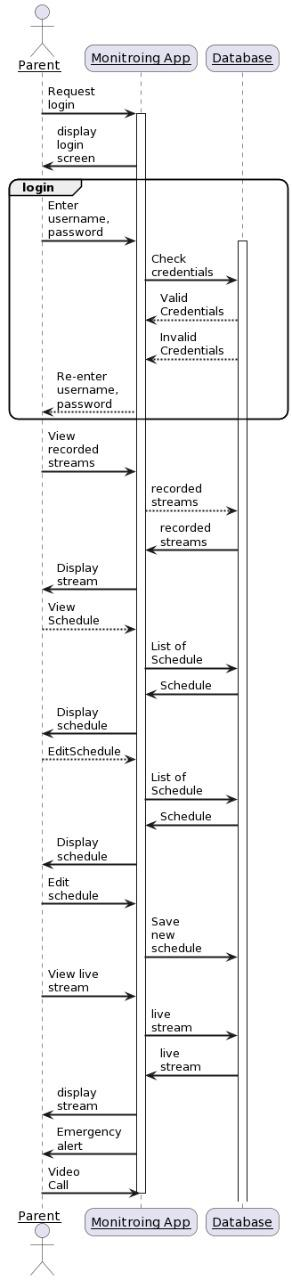 Parent
Monitroing App
Database
Request
login
display
login
screen
login
Enter
username,
password
Check
credentials
Valid
Credentials
Invalid
Credentials
Re-enter
username,
password
View
recorded
streams
recorded
streams
recorded
streams
Display
stream
View
Schedule
List of
Schedule
Schedule
Display
schedule
EditSchedule
List of
Schedule
Schedule
Display
schedule
Edit
schedule
Save
new
schedule
View live
stream
live
stream
live
stream
display
stream
Emergency
alert
Video
Call
Parent
Monitroing App
Database